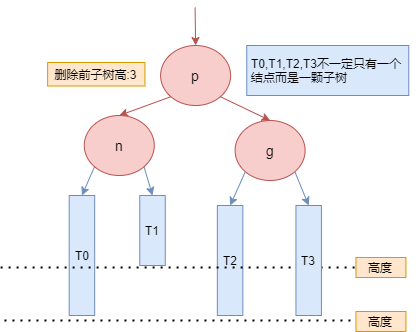 p
删除前子树高:3
T0,T1,T2,T3不一定只有一个
结点而是一颗子树
n
g
T0
T1
T2
T3
高度
高度